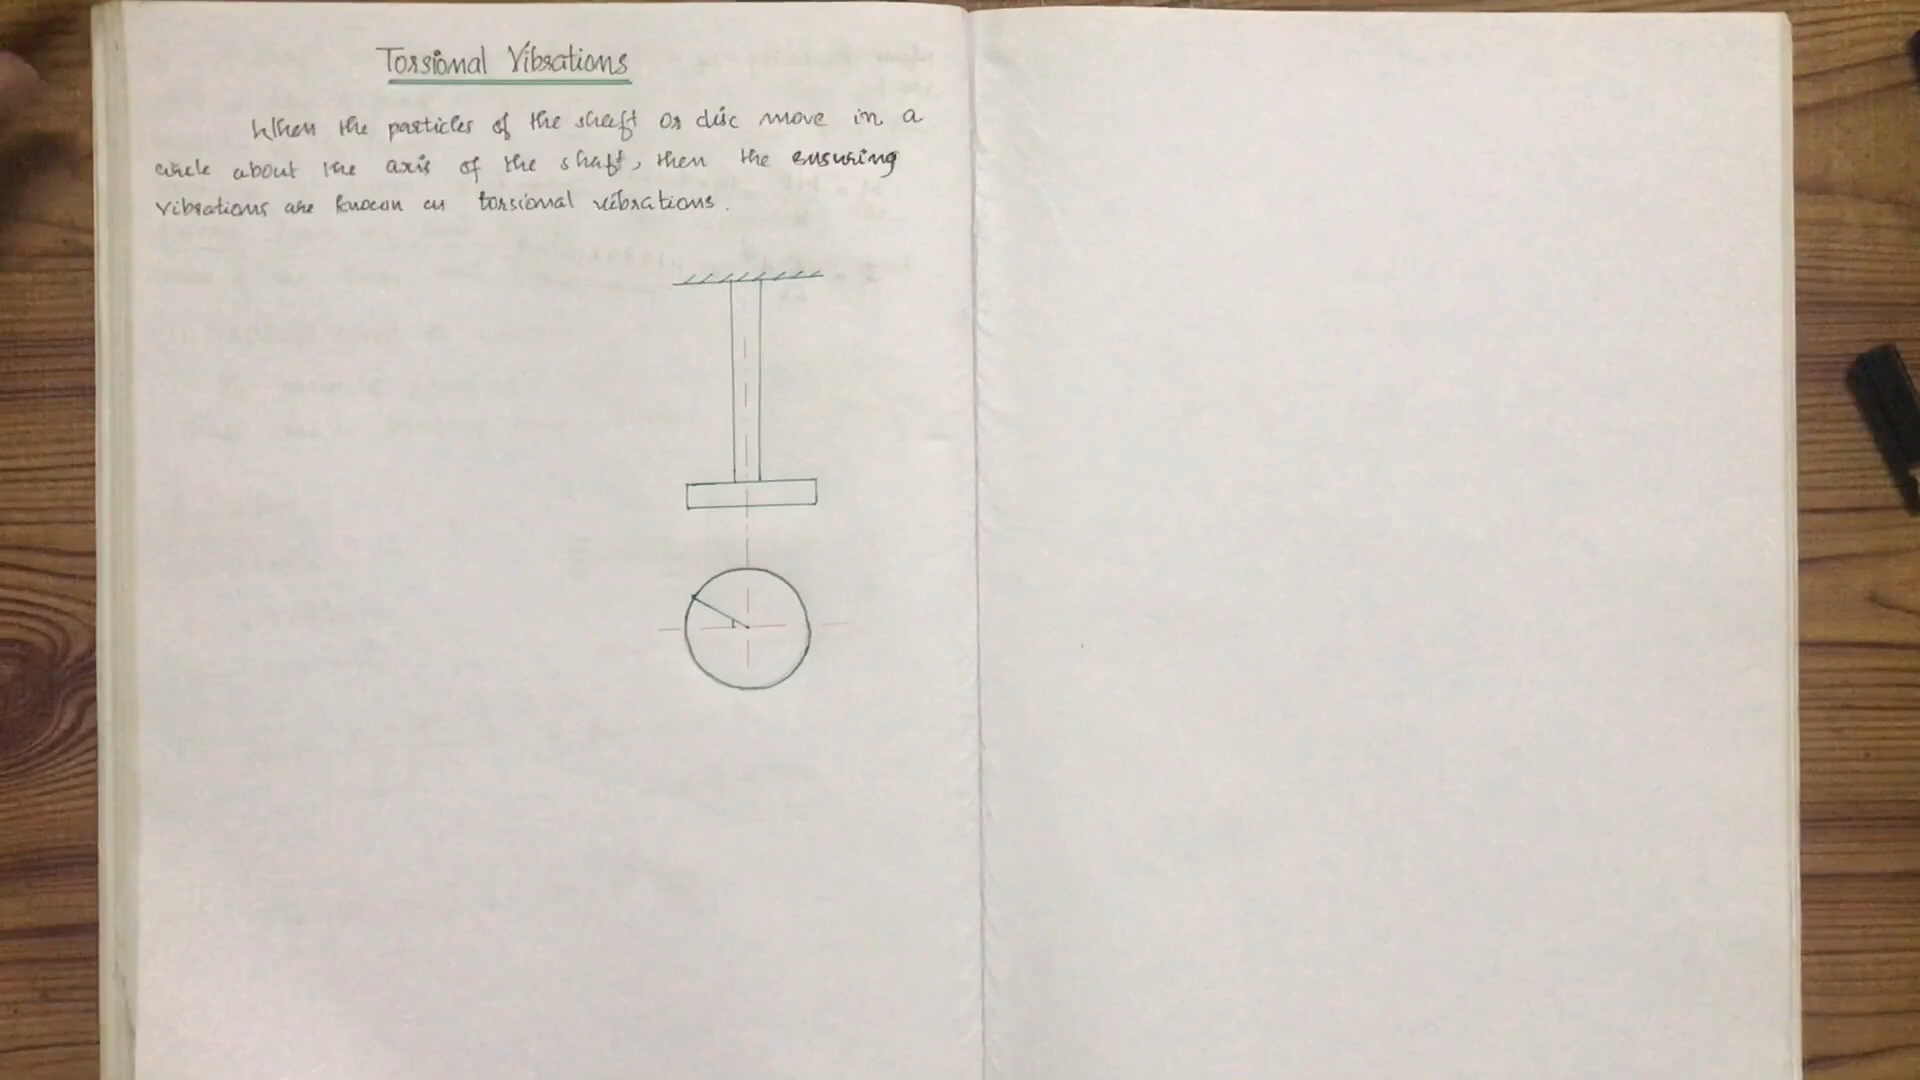 Torsional Vibrations
When the particles of the shaft or disc move in a
circle about the axis of the shaft, then the ensuring
vibrations are known as torsional vibrations.